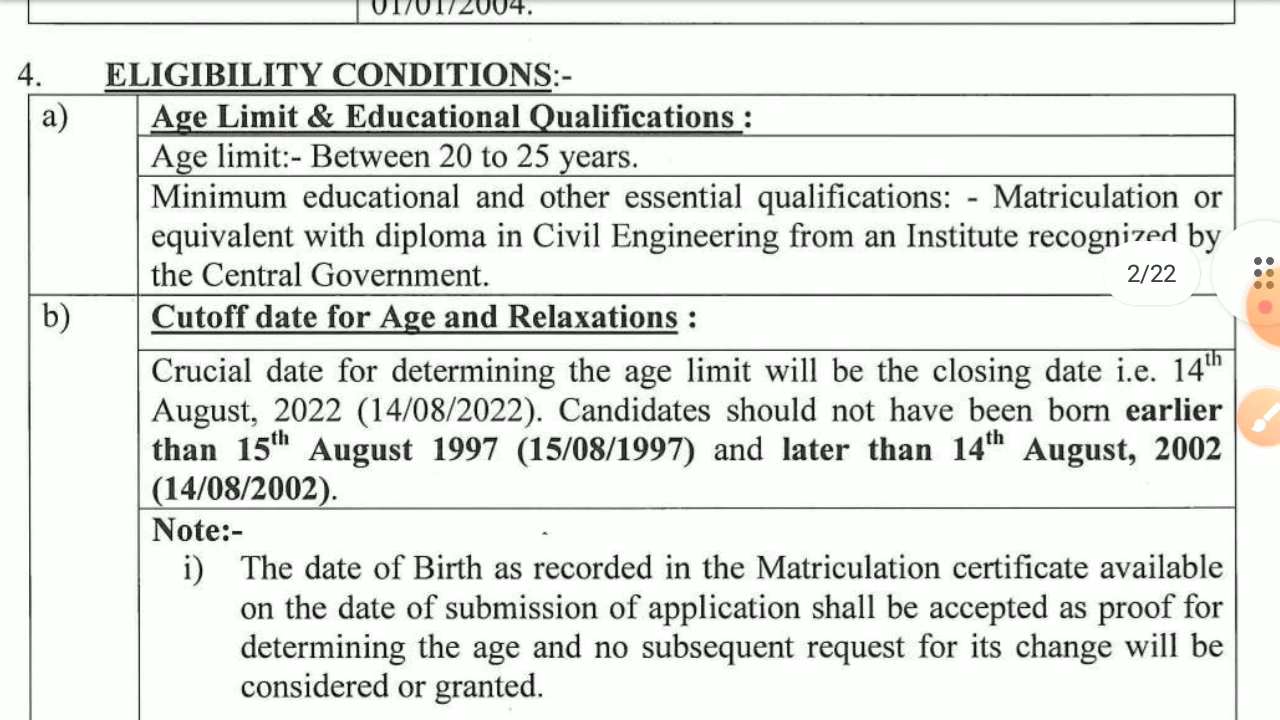 01/01/2004.
4. ELIGIBILITY CONDITIONS:-
a) Age Limit & Educational Qualifications :
Age limit:- Between 20 to 25 years.
Minimum educational and other essential qualifications: - Matriculation or
equivalent with diploma in Civil Engineering from an Institute recognized by
the Central Government.
2/22
b) Cutoff date for Age and Relaxations :
Crucial date for determining the age limit will be the closing date i.e. 14th
August, 2022 (14/08/2022). Candidates should not have been born earlier
than 15th August 1997 (15/08/1997) and later than 14th August, 2002
(14/08/2002).
Note:-
i) The date of Birth as recorded in the Matriculation certificate available
on the date of submission of application shall be accepted as proof for
determining the age and no subsequent request for its change will be
considered or granted.